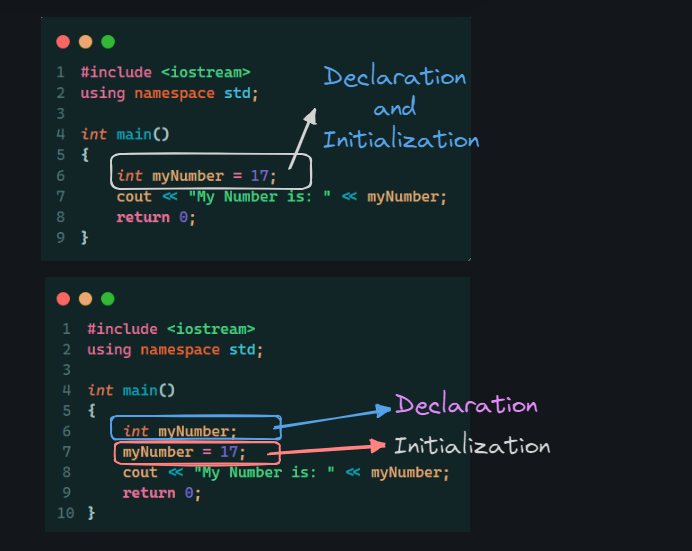 1 #include <iostream>
2 using namespace std;
3
4 int main()
5 {
6 int myNumber = 17;
7 cout << "My Number is: " << myNumber;
8 return 0;
9 }
Declaration
and
Initialization
1 #include <iostream>
2 using namespace std;
3
4 int main()
5 {
6 int myNumber;
7 myNumber = 17;
8 cout << "My Number is: " << myNumber;
9 return 0;
10 }
Declaration
Initialization